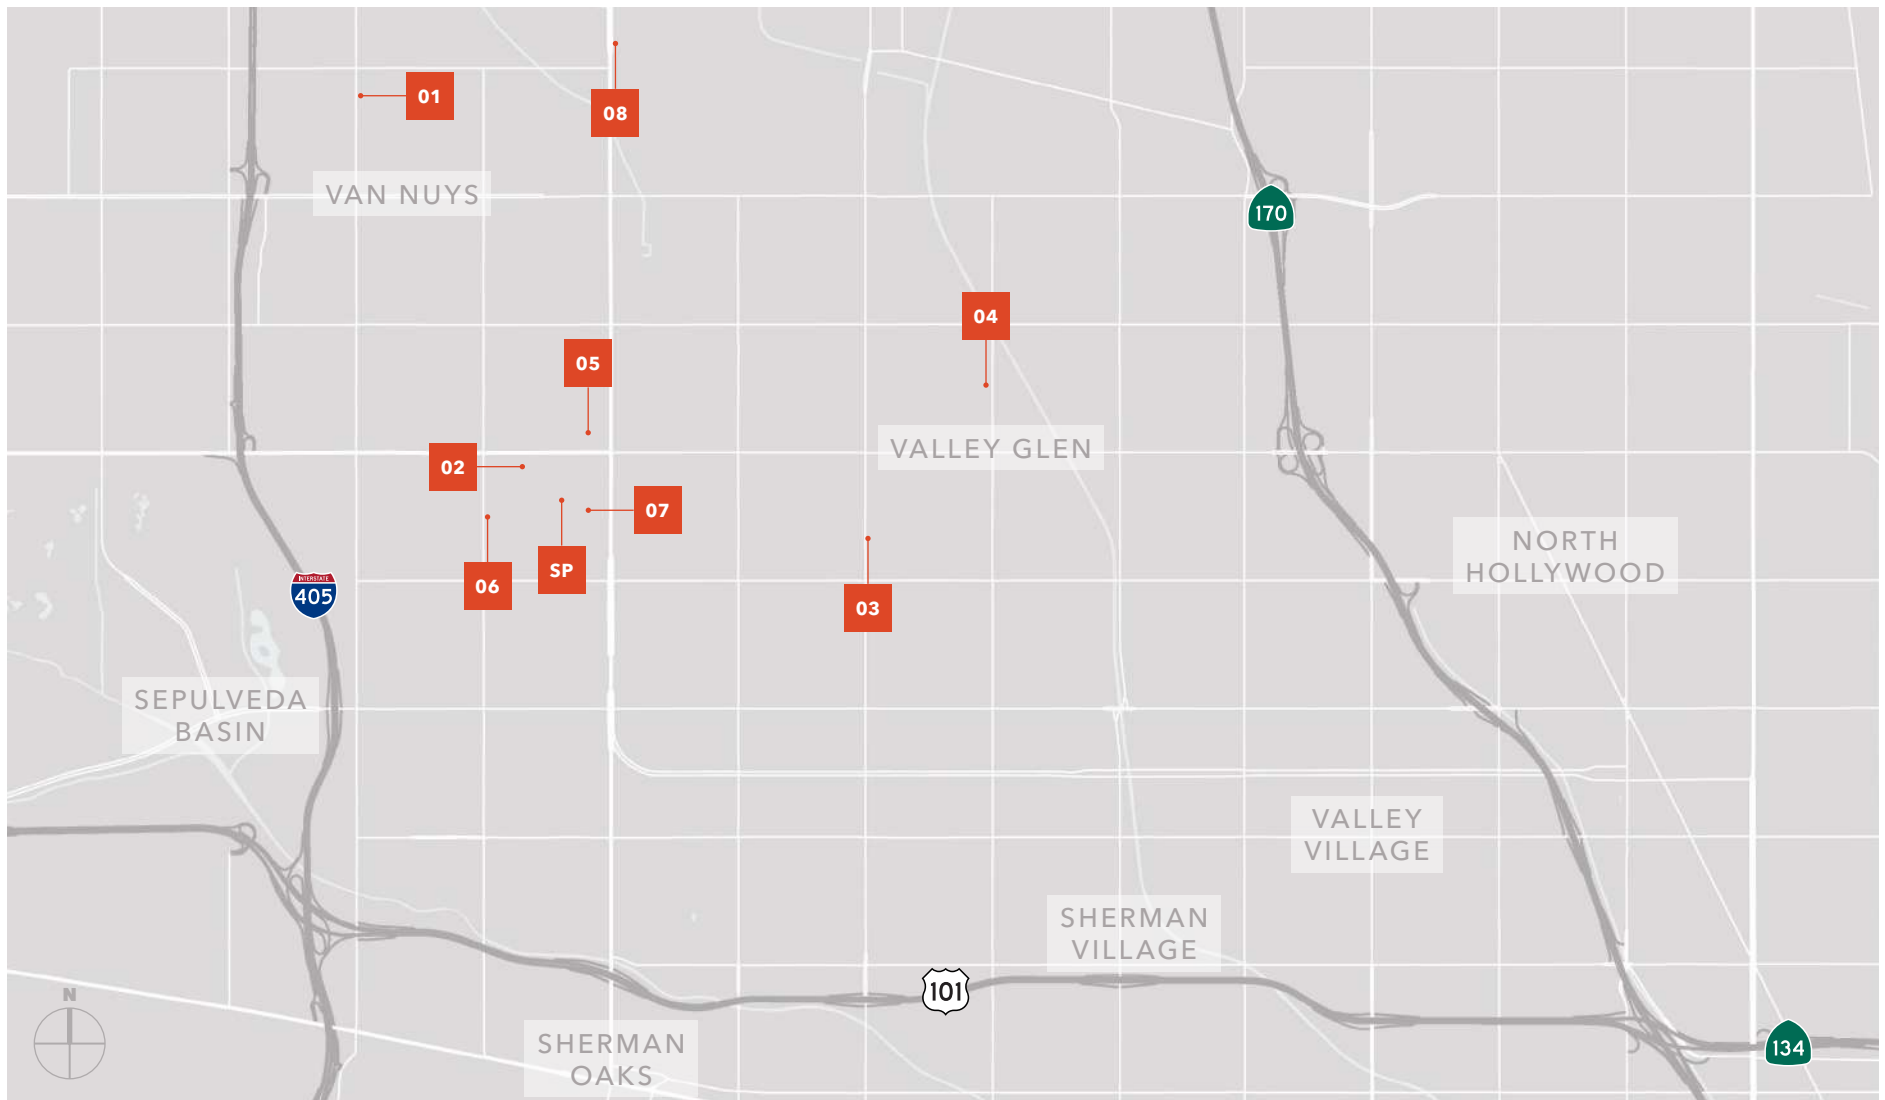 01
08
VAN NUYS
170
04
05
VALLEY GLEN
02
07
NORTH
HOLLYWOOD
SP
06
INTERSTATE
405
03
SEPULVEDA
BASIN
VALLEY
VILLAGE
SHERMAN
VILLAGE
101
N
SHERMAN
OAKS
134